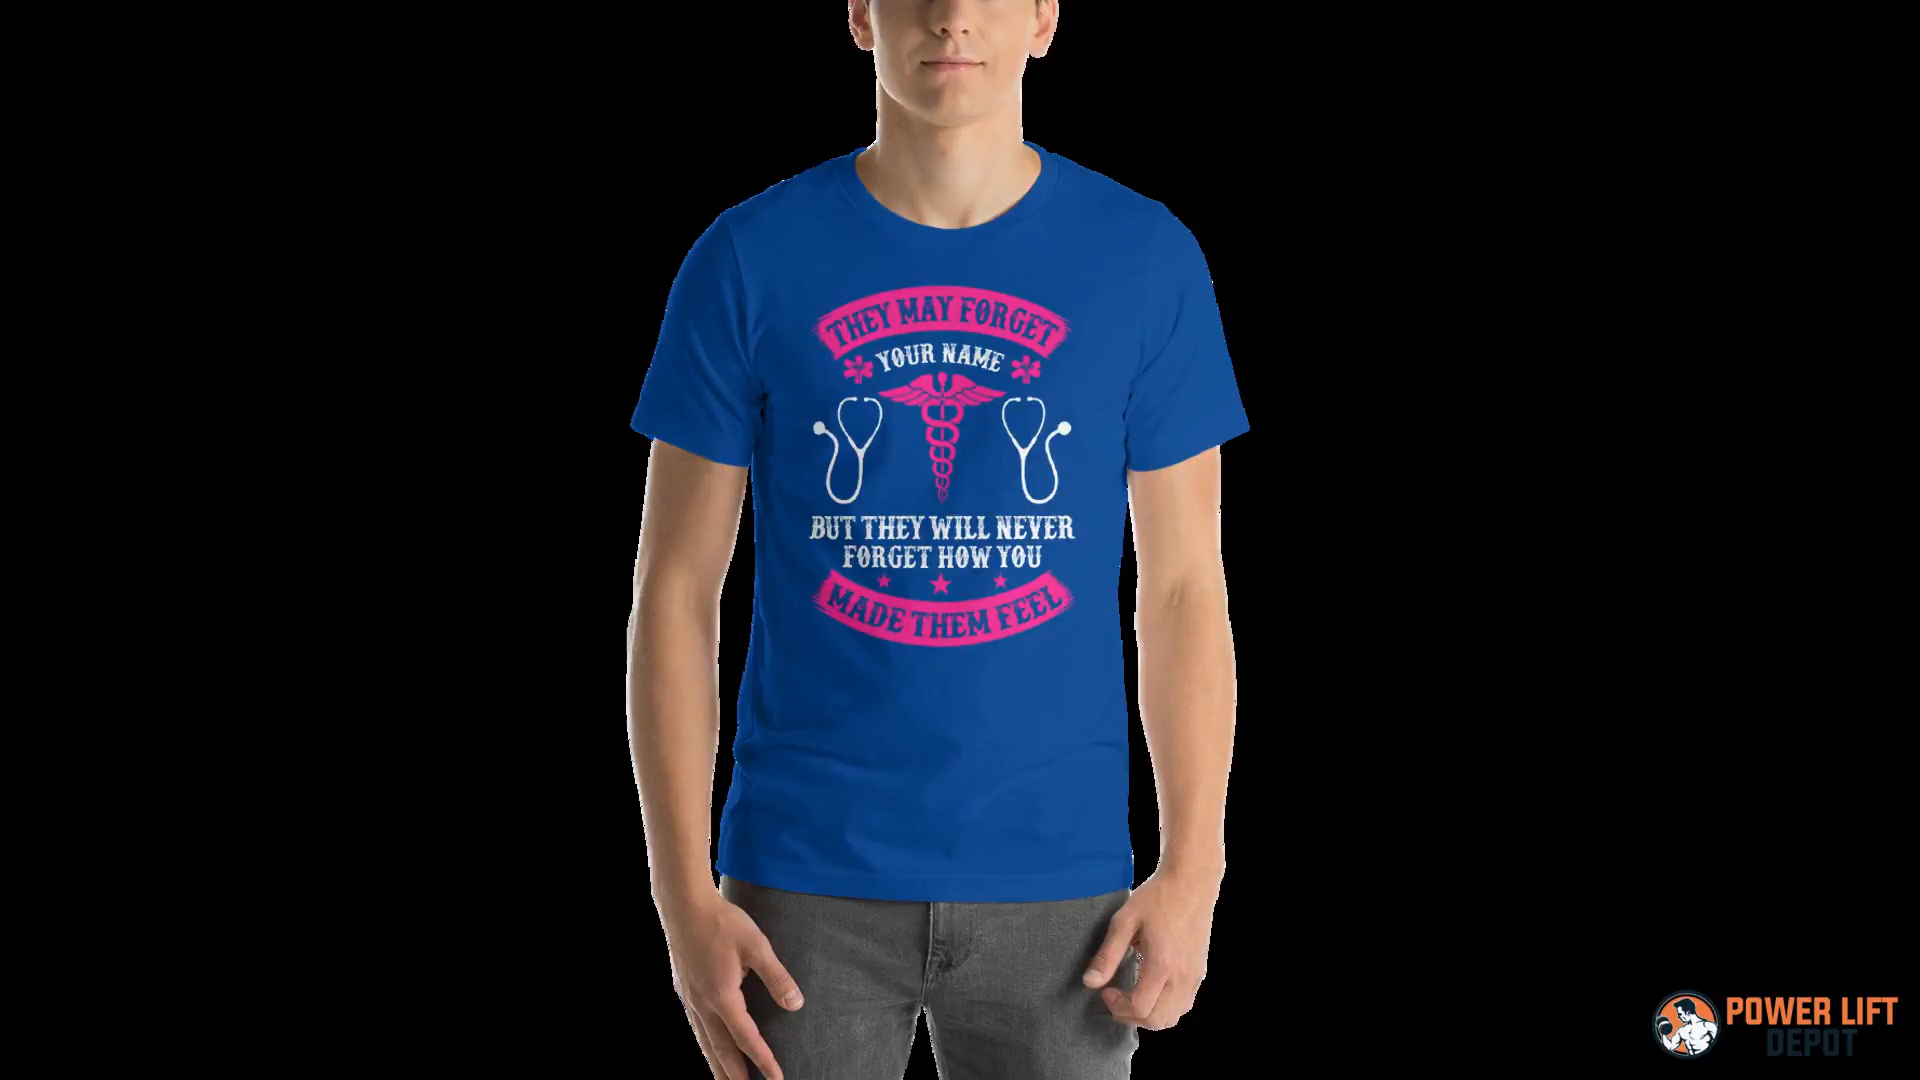 THEY MAY FORGET
YOUR NAME
BUT THEY WILL NEVER
FORGET HOW YOU
MADE THEM FEEL
POWER LIFT
DEPOT